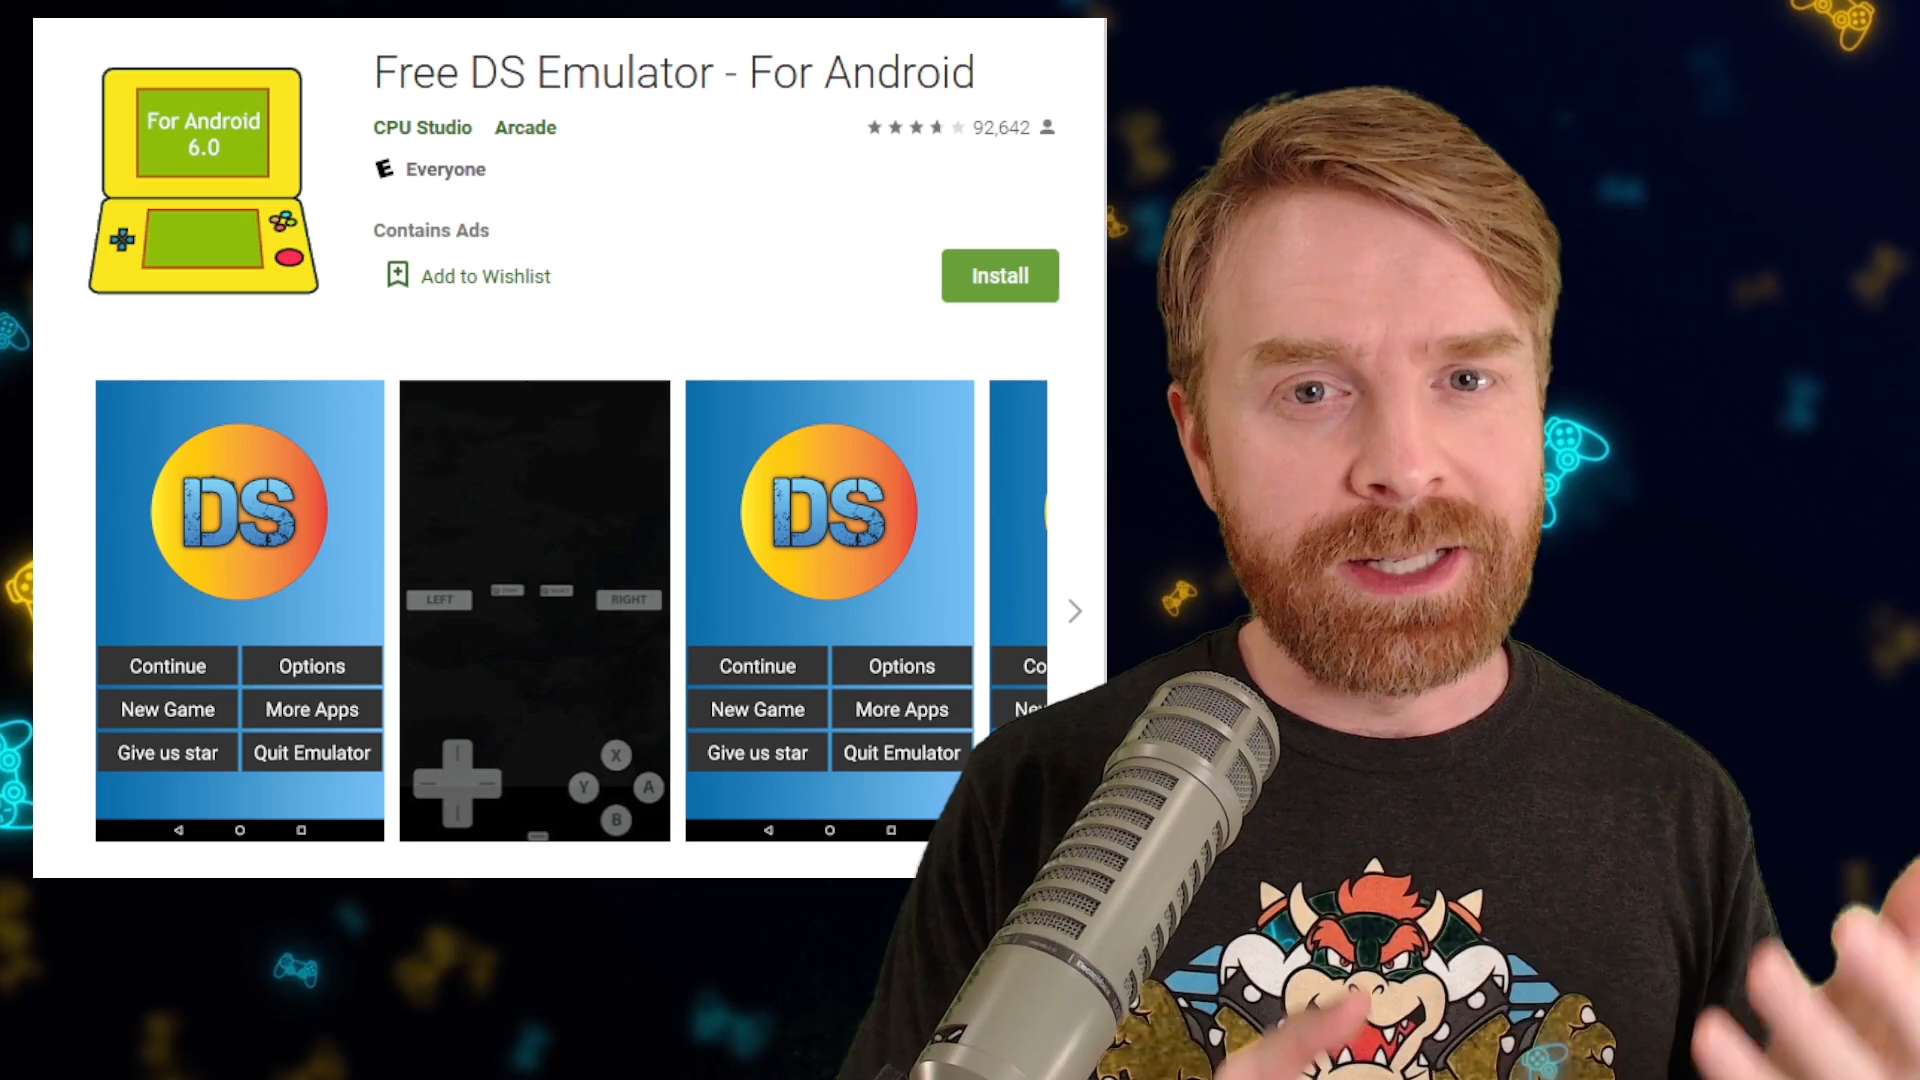 Free DS Emulator - For Android
For Android
6.0
CPU Studio Arcade
92,642
E
Everyone
Contains Ads
Add to Wishlist
Install
DS
DS
LEFT
RIGHT
Continue Options
Continue Options
Co
New Game More Apps
New Game More Apps
Ne
Give us star Quit Emulator
Give us star Quit Emulator
X
Y
A
B